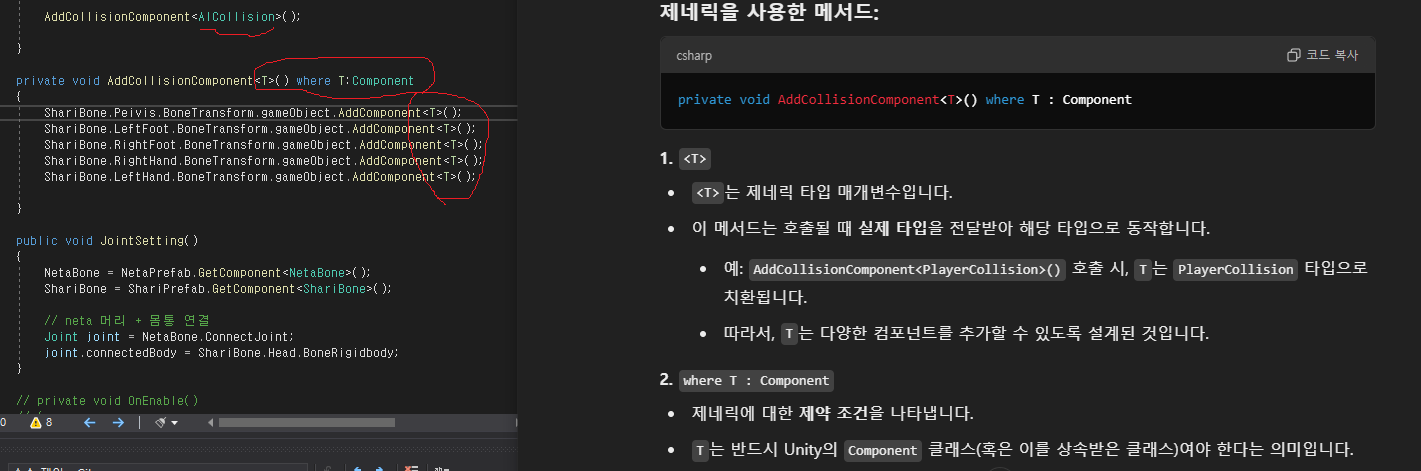 AddCollisionComponent<AICollision>();
}
private void AddCollisionComponent<T>() where T:Component
{
ShariBone.Peivis.BoneTransform.gameObject.AddComponent<T>();
ShariBone.LeftFoot.BoneTransform.gameObject.AddComponent<T>();
ShariBone.RightFoot.BoneTransform.gameObject.AddComponent<T>();
ShariBone.RightHand.BoneTransform.gameObject.AddComponent<T>();
ShariBone.LeftHand.BoneTransform.gameObject.AddComponent<T>();
}
public void JointSetting()
{
NetaBone = NetaPrefab.GetComponent<NetaBone>();
ShariBone = ShariPrefab.GetComponent<ShariBone>();
// neta 머리 + 몸통 연결
Joint joint = NetaBone.ConnectJoint;
joint.connectedBody = ShariBone.Head.BoneRigidbody;
}
// private void OnEnable()
0
8
제네릭을 사용한 메서드:
csharp
코드 복사
private void AddCollisionComponent<T>() where T : Component
1. <T>
• <T>는 제네릭 타입 매개변수입니다.
• 이 메서드는 호출될 때 실제 타입을 전달받아 해당 타입으로 동작합니다.
• 예: AddCollisionComponent<PlayerCollision>() 호출 시, T는 PlayerCollision 타입으로
치환됩니다.
• 따라서, T는 다양한 컴포넌트를 추가할 수 있도록 설계된 것입니다.
2. where T : Component
• 제네릭에 대한 제약 조건을 나타냅니다.
• T는 반드시 Unity의 Component 클래스(혹은 이를 상속받은 클래스)여야 한다는 의미입니다.